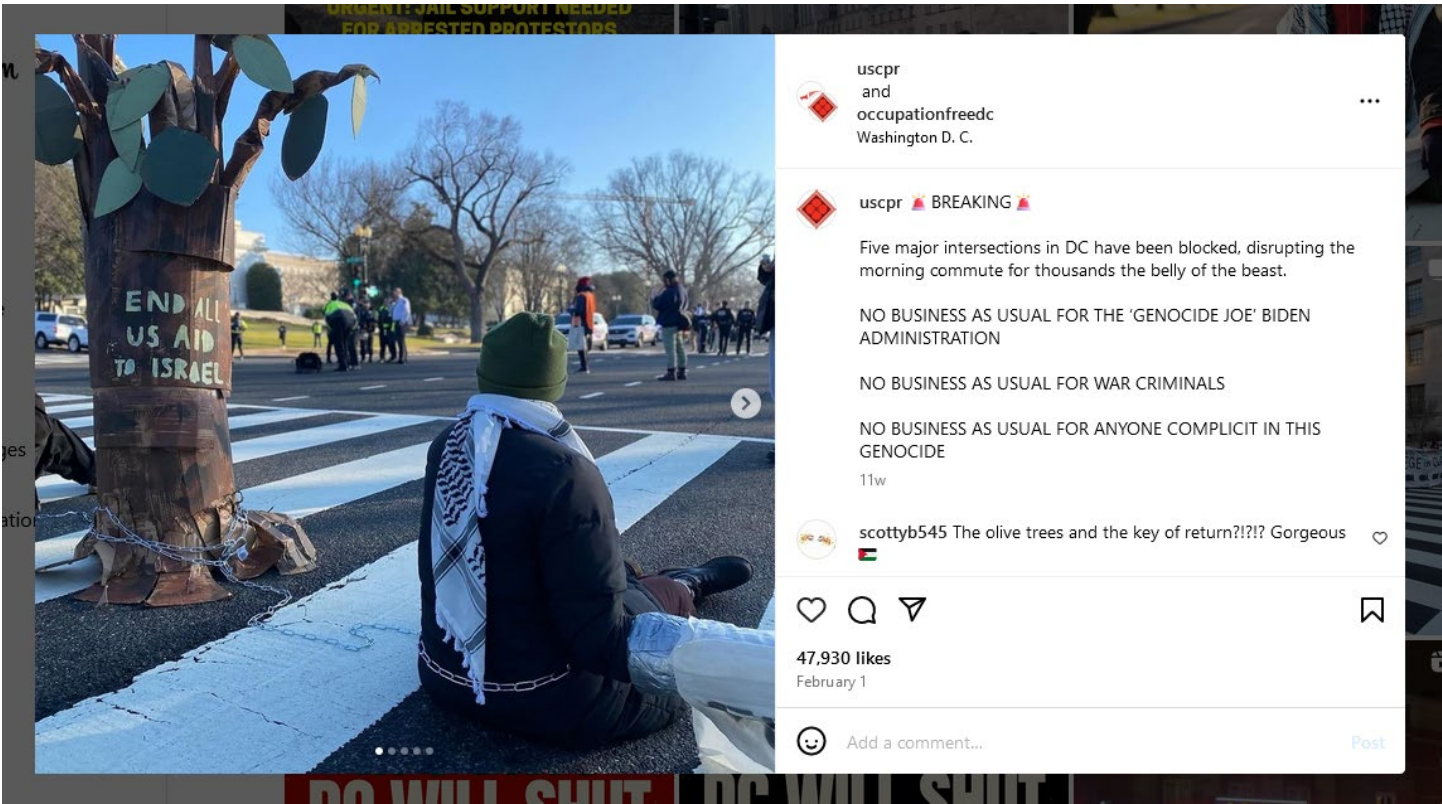 URGENT: JAIL SUPPORT NEEDED
FOR ARRESTED PROTESTORS
m
ges
END ALL
US AID
TO ISRAEL
uscpr
and
occupationfreedc
Washington D. C.
uscpr 🚨 BREAKING 🚨
Five major intersections in DC have been blocked, disrupting the
morning commute for thousands the belly of the beast.
NO BUSINESS AS USUAL FOR THE ‘GENOCIDE JOE’ BIDEN
ADMINISTRATION
NO BUSINESS AS USUAL FOR WAR CRIMINALS
NO BUSINESS AS USUAL FOR ANYONE COMPLICIT IN THIS
GENOCIDE
11w
scottyb545 The olive trees and the key of return?!?!? Gorgeous
🇵🇸
47,930 likes
February 1
Add a comment...
Post
DC WILL SHUT
DC WILL SHUT